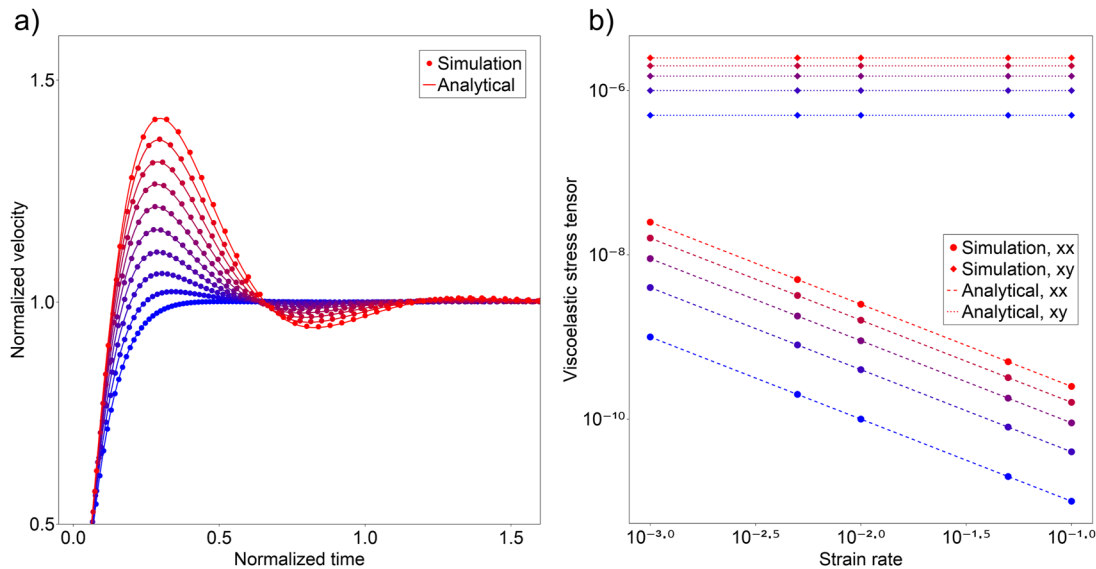 a)
Normalized velocity
1.5
1.0
0.5
Simulation
Analytical
0.0
0.5
1.0
1.5
Normalized time
b)
Viscoelastic stress tensor
10⁻⁶
10⁻⁸
10⁻¹⁰
Simulation, xx
Simulation, xy
Analytical, xx
Analytical, xy
10⁻³·⁰
10⁻²·⁵
10⁻²·⁰
10⁻¹·⁵
10⁻¹·⁰
Strain rate